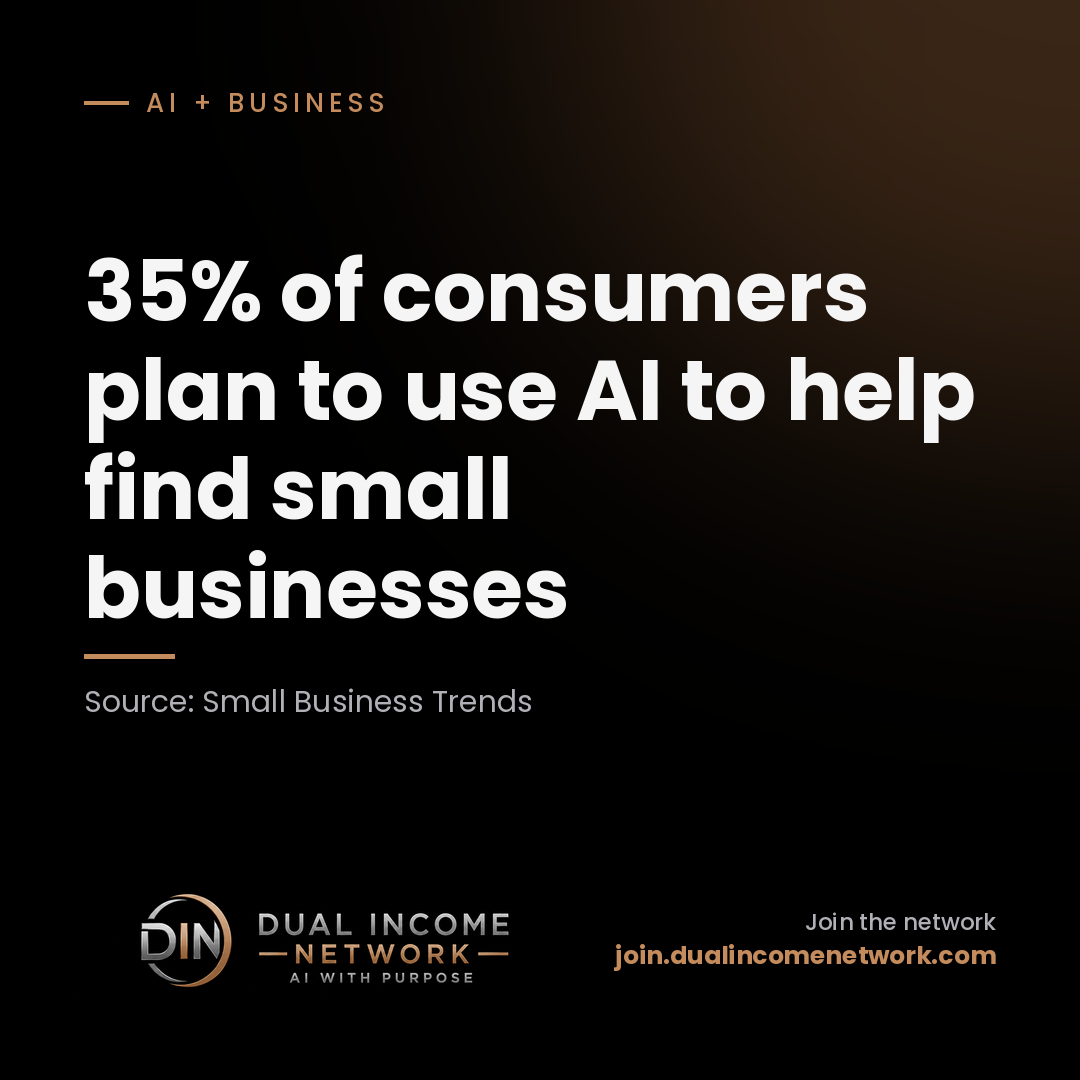 AI + BUSINESS
35% of consumers
plan to use AI to help
find small
businesses
Source: Small Business Trends
DIN
DUAL INCOME
NETWORK
AI WITH PURPOSE
Join the network
join.dualincomenetwork.com